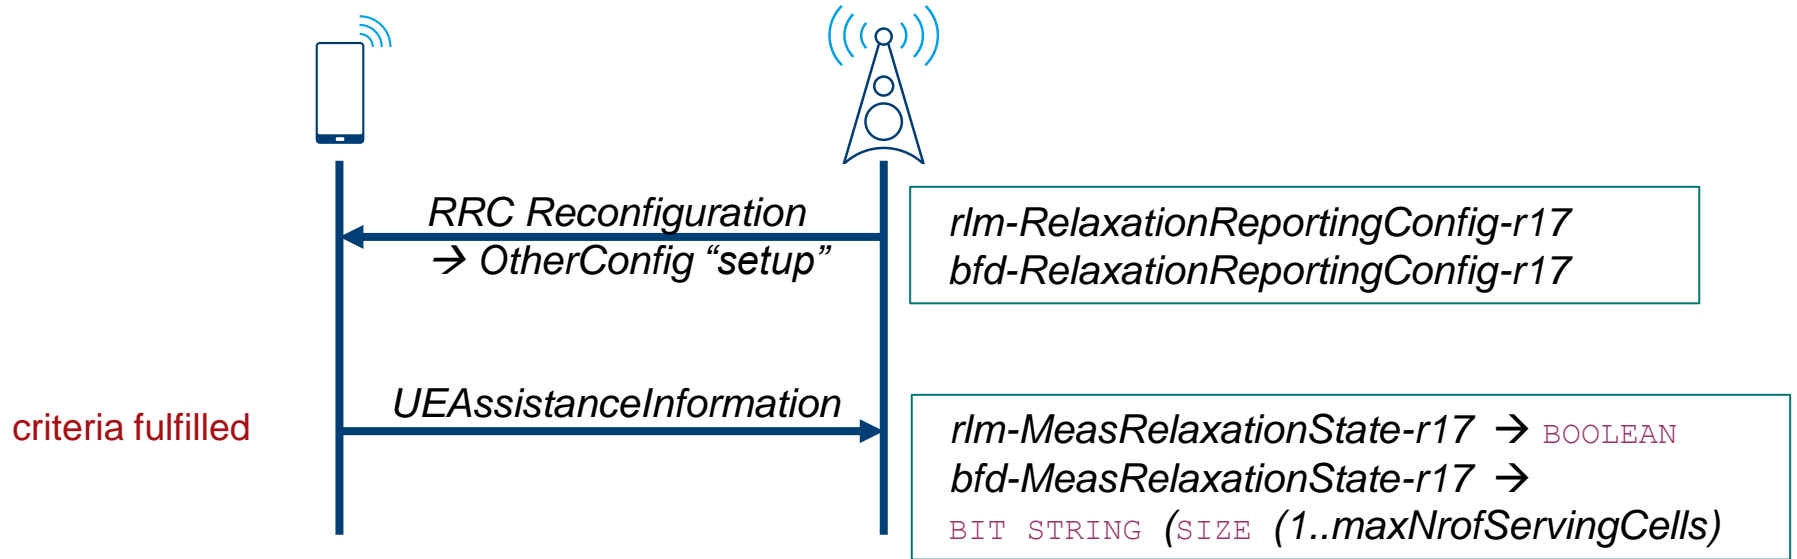 RRC Reconfiguration
→ OtherConfig “setup”
rlm-RelaxationReportingConfig-r17
bfd-RelaxationReportingConfig-r17
criteria fulfilled
UEAssistanceInformation
rlm-MeasRelaxationState-r17 → BOOLEAN
bfd-MeasRelaxationState-r17 →
BIT STRING (SIZE (1..maxNrofServingCells)